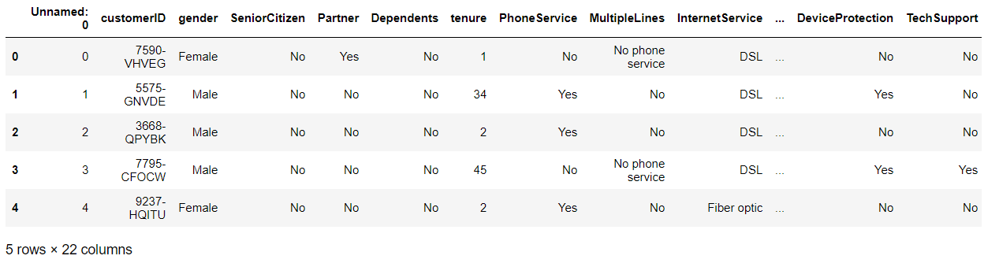 Unnamed: 0 customerID gender SeniorCitizen Partner Dependents tenure PhoneService MultipleLines InternetService ... DeviceProtection TechSupport
0 0 7590-VHVEG Female No Yes No 1 No No phone service DSL ... No No
1 1 5575-GNVDE Male No No No 34 Yes No DSL ... Yes No
2 2 3668-QPYBK Male No No No 2 Yes No DSL ... No No
3 3 7795-CFOCW Male No No No 45 No No phone service DSL ... Yes Yes
4 4 9237-HQITU Female No No No 2 Yes No Fiber optic ... No No
5 rows × 22 columns